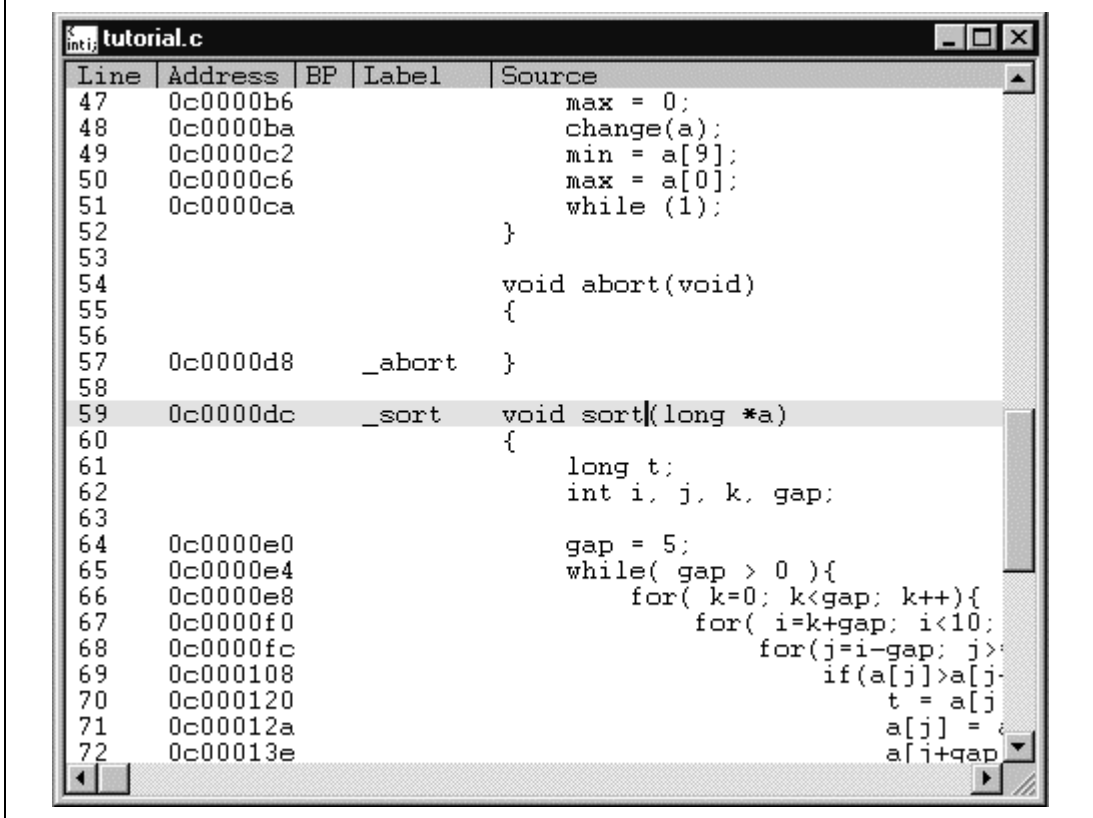 int i; tutorial.c
Line Address BP Label Source
47 0c0000b6 max = 0;
48 0c0000ba change(a);
49 0c0000c2 min = a[9];
50 0c0000c6 max = a[0];
51 0c0000ca while (1);
52 }
53
54 void abort(void)
55 {
56
57 0c0000d8 _abort }
58
59 0c0000dc _sort void sort(long *a)
60 {
61 long t;
62 int i, j, k, gap;
63
64 0c0000e0 gap = 5;
65 0c0000e4 while( gap > 0 ){
66 0c0000e8 for( k=0; k<gap; k++){
67 0c0000f0 for( i=k+gap; i<10;
68 0c0000fc for(j=i-gap; j>
69 0c000108 if(a[j]>a[j
70 0c000120 t = a[j
71 0c00012a a[j] =
72 0c00013e a[j+gap